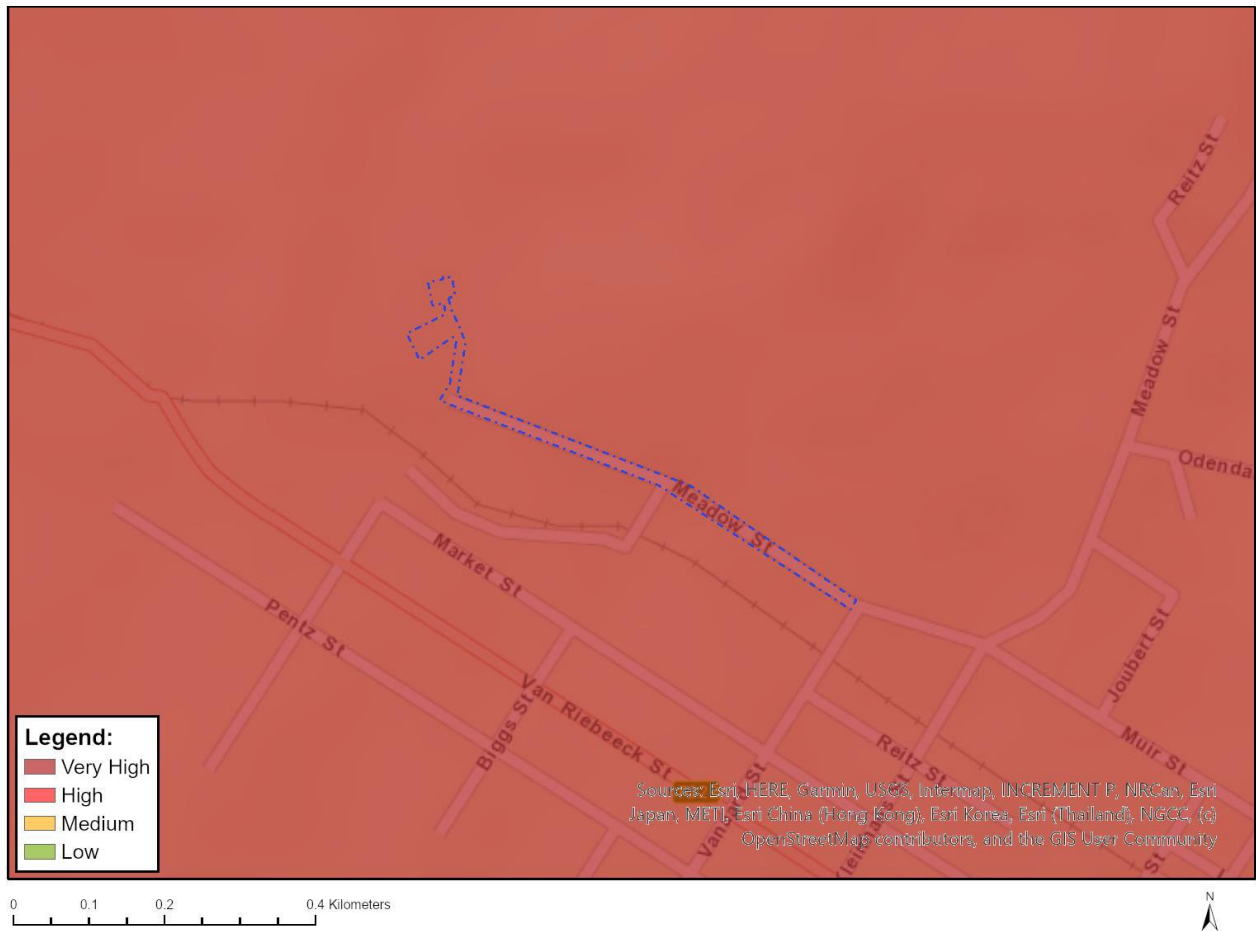 Reitz St
Meadow St
Odenda
Meadow St
Market St
Pentz St
Joubert St
Van Riebeeck St
Biggs St
Muir St
Reitz St
St
Legend:
Very High
High
Medium
Low
Sources: Esri, HERE, Garmin, USGS, Intermap, INCREMENT P, NRCan, Esri
Japan, METI, Esri China (Hong Kong), Esri Korea, Esri (Thailand), NGCC, (c)
OpenStreetMap contributors, and the GIS User Community
St
0 0.1 0.2 0.4 Kilometers
N